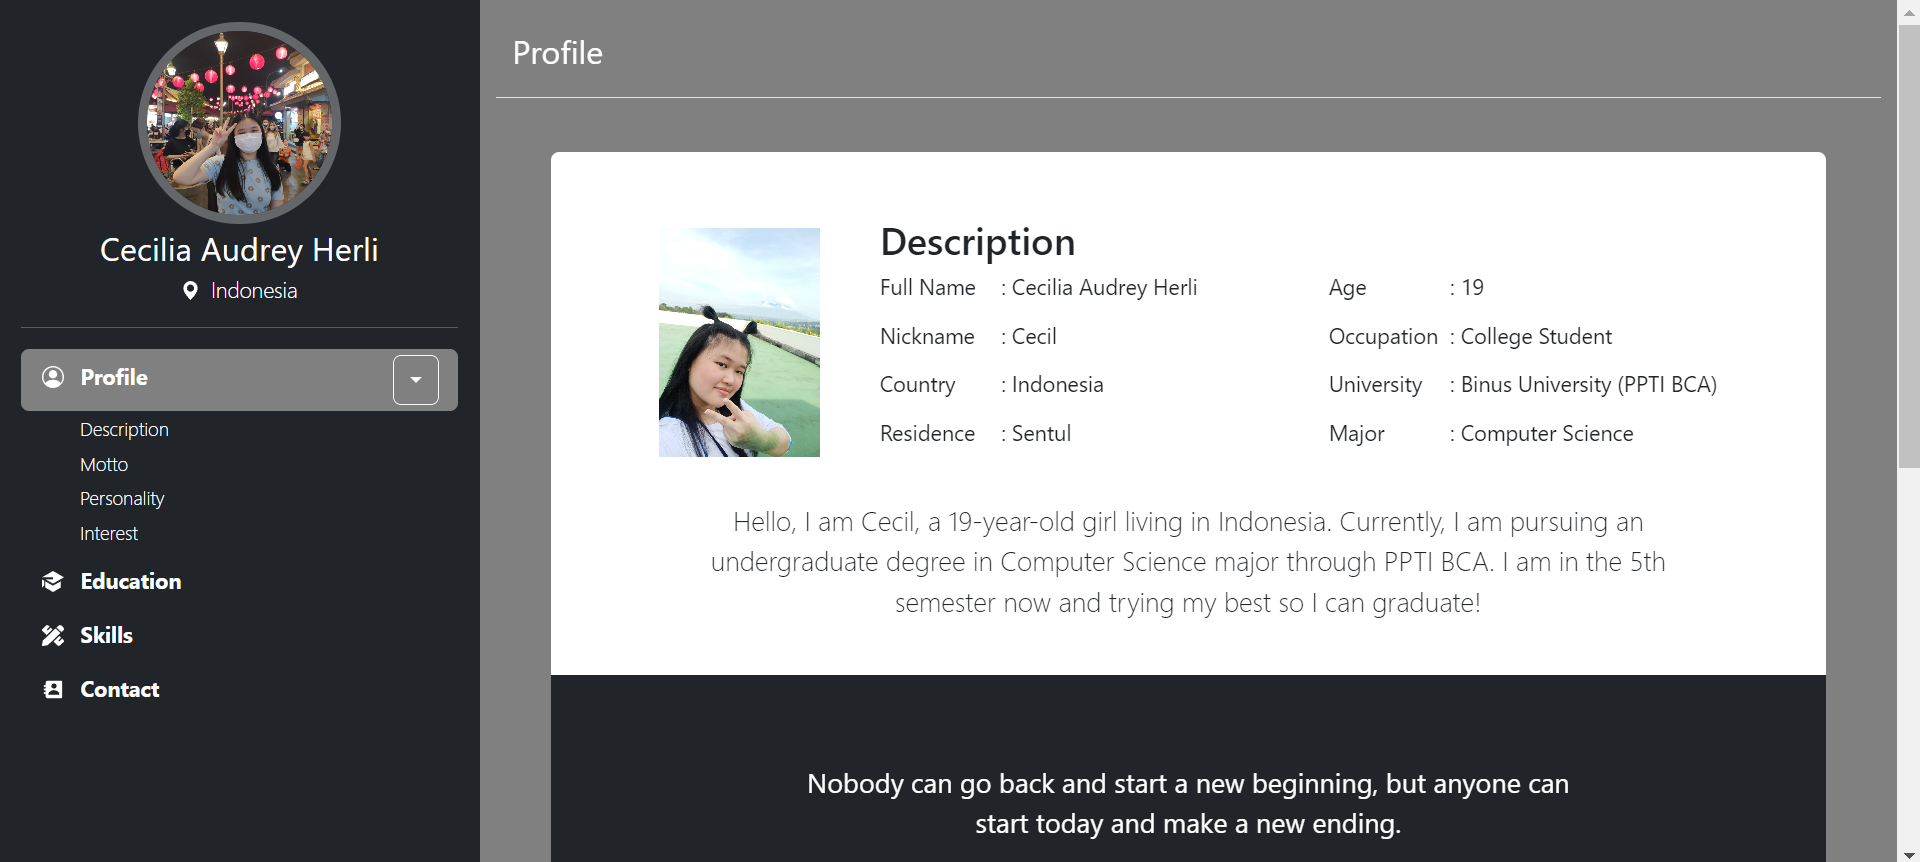 Cecilia Audrey Herli
Indonesia
Profile
Description
Motto
Personality
Interest
Education
Skills
Contact
Profile
Description
Full Name : Cecilia Audrey Herli
Age : 19
Nickname : Cecil
Occupation : College Student
Country : Indonesia
University : Binus University (PPTI BCA)
Residence : Sentul
Major : Computer Science
Hello, I am Cecil, a 19-year-old girl living in Indonesia. Currently, I am pursuing an
undergraduate degree in Computer Science major through PPTI BCA. I am in the 5th
semester now and trying my best so I can graduate!
Nobody can go back and start a new beginning, but anyone can
start today and make a new ending.